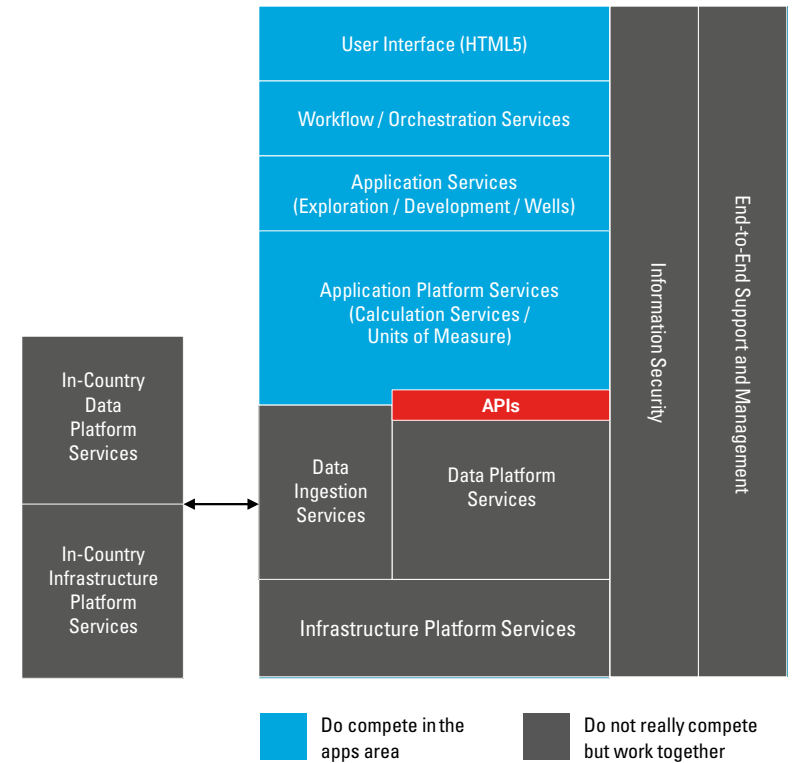 User Interface (HTML5)
Workflow / Orchestration Services
Application Services
(Exploration / Development / Wells)
Application Platform Services
(Calculation Services /
Units of Measure)
APIs
Data
Ingestion
Services
Data Platform
Services
Infrastructure Platform Services
Information Security
End-to-End Support and Management
In-Country
Data
Platform
Services
In-Country
Infrastructure
Platform
Services
Do compete in the
apps area
Do not really compete
but work together